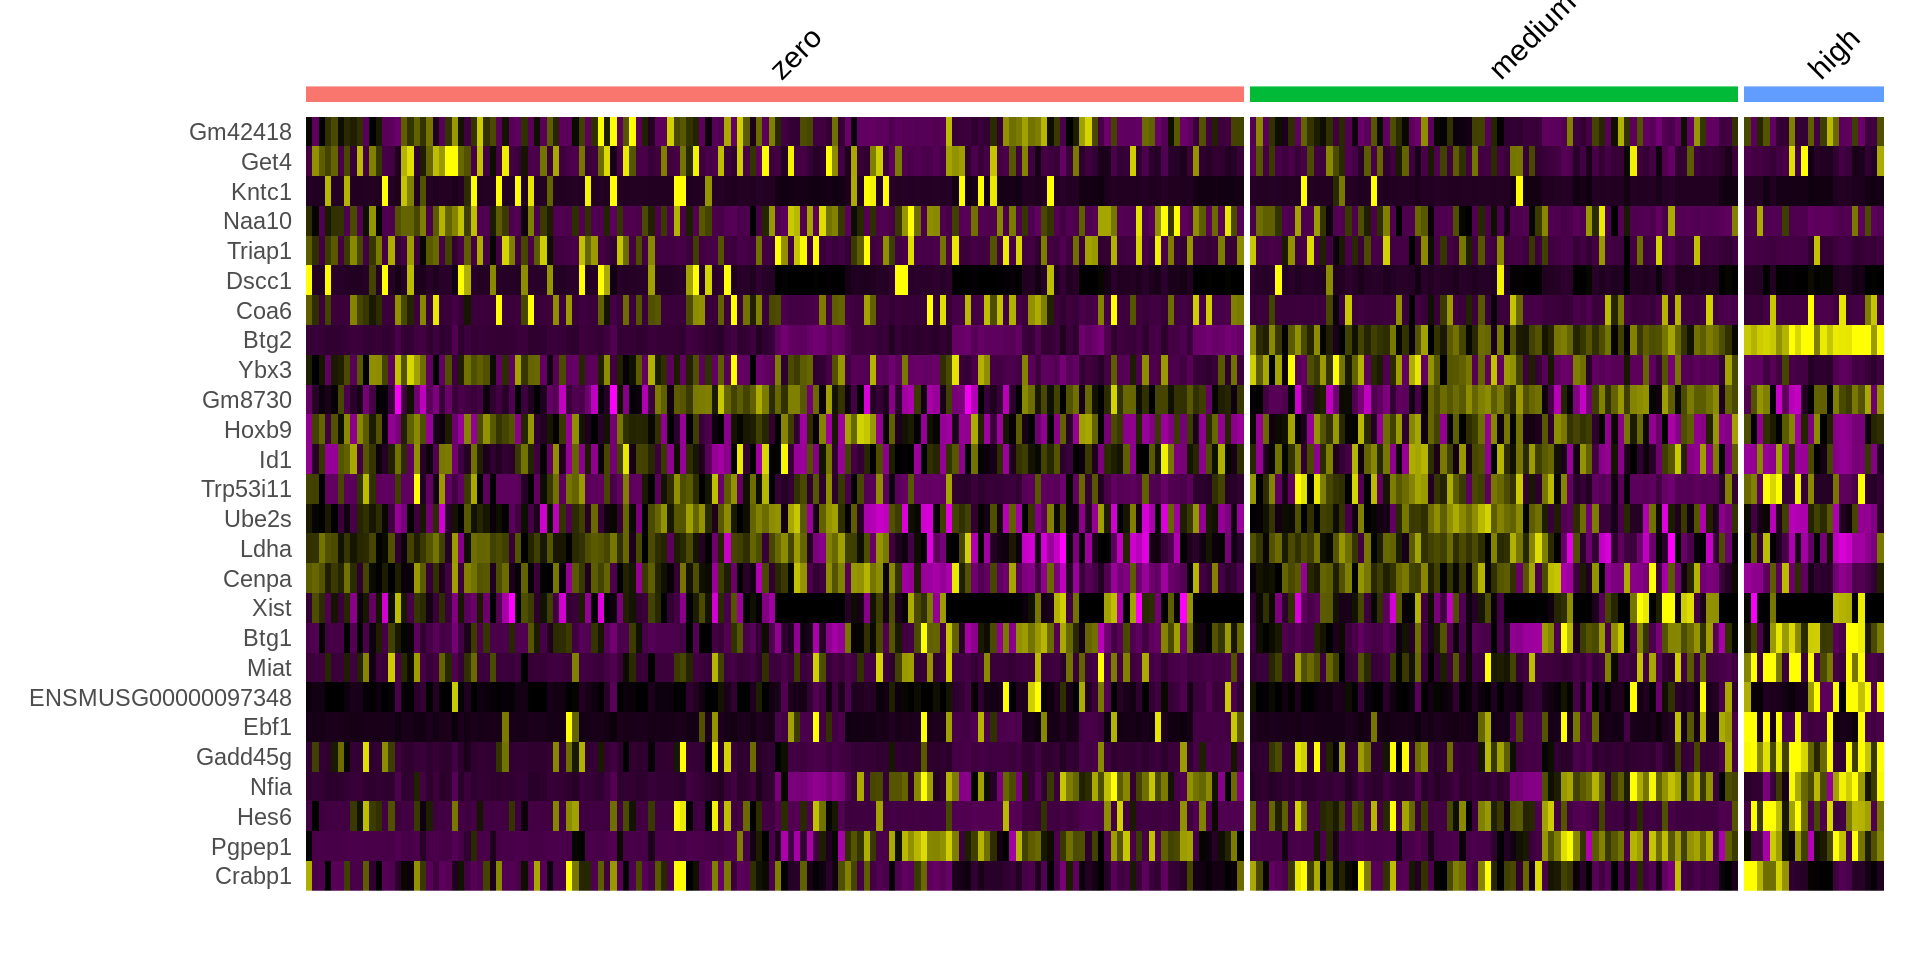 zero
medium
high
Gm42418
Get4
Kntc1
Naa10
Triap1
Dscc1
Coa6
Btg2
Ybx3
Gm8730
Hoxb9
Id1
Trp53i11
Ube2s
Ldha
Cenpa
Xist
Btg1
Miat
ENSMUSG00000097348
Ebf1
Gadd45g
Nfia
Hes6
Pgpep1
Crabp1